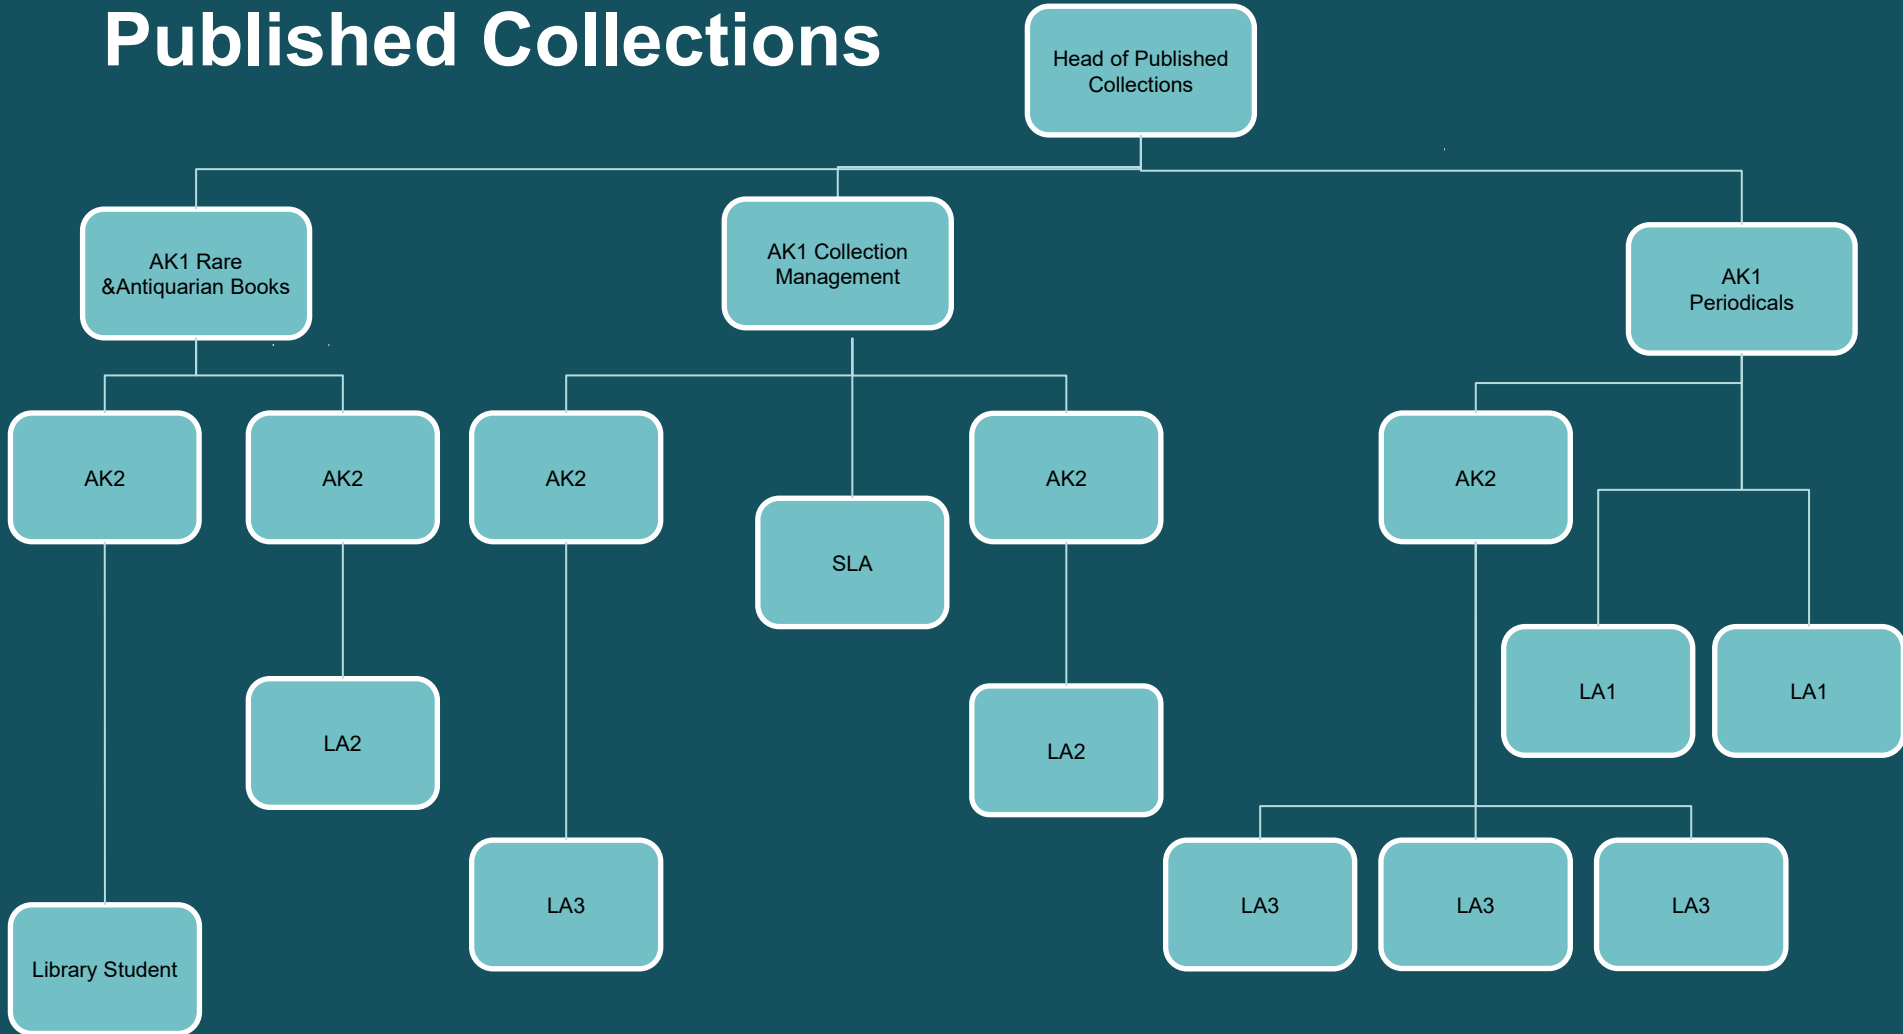 Published Collections
Head of Published
Collections
AK1 Rare
&Antiquarian Books
AK1 Collection
Management
AK1
Periodicals
AK2
AK2
AK2
AK2
AK2
SLA
LA1
LA1
LA2
LA2
LA3
LA3
LA3
LA3
Library Student